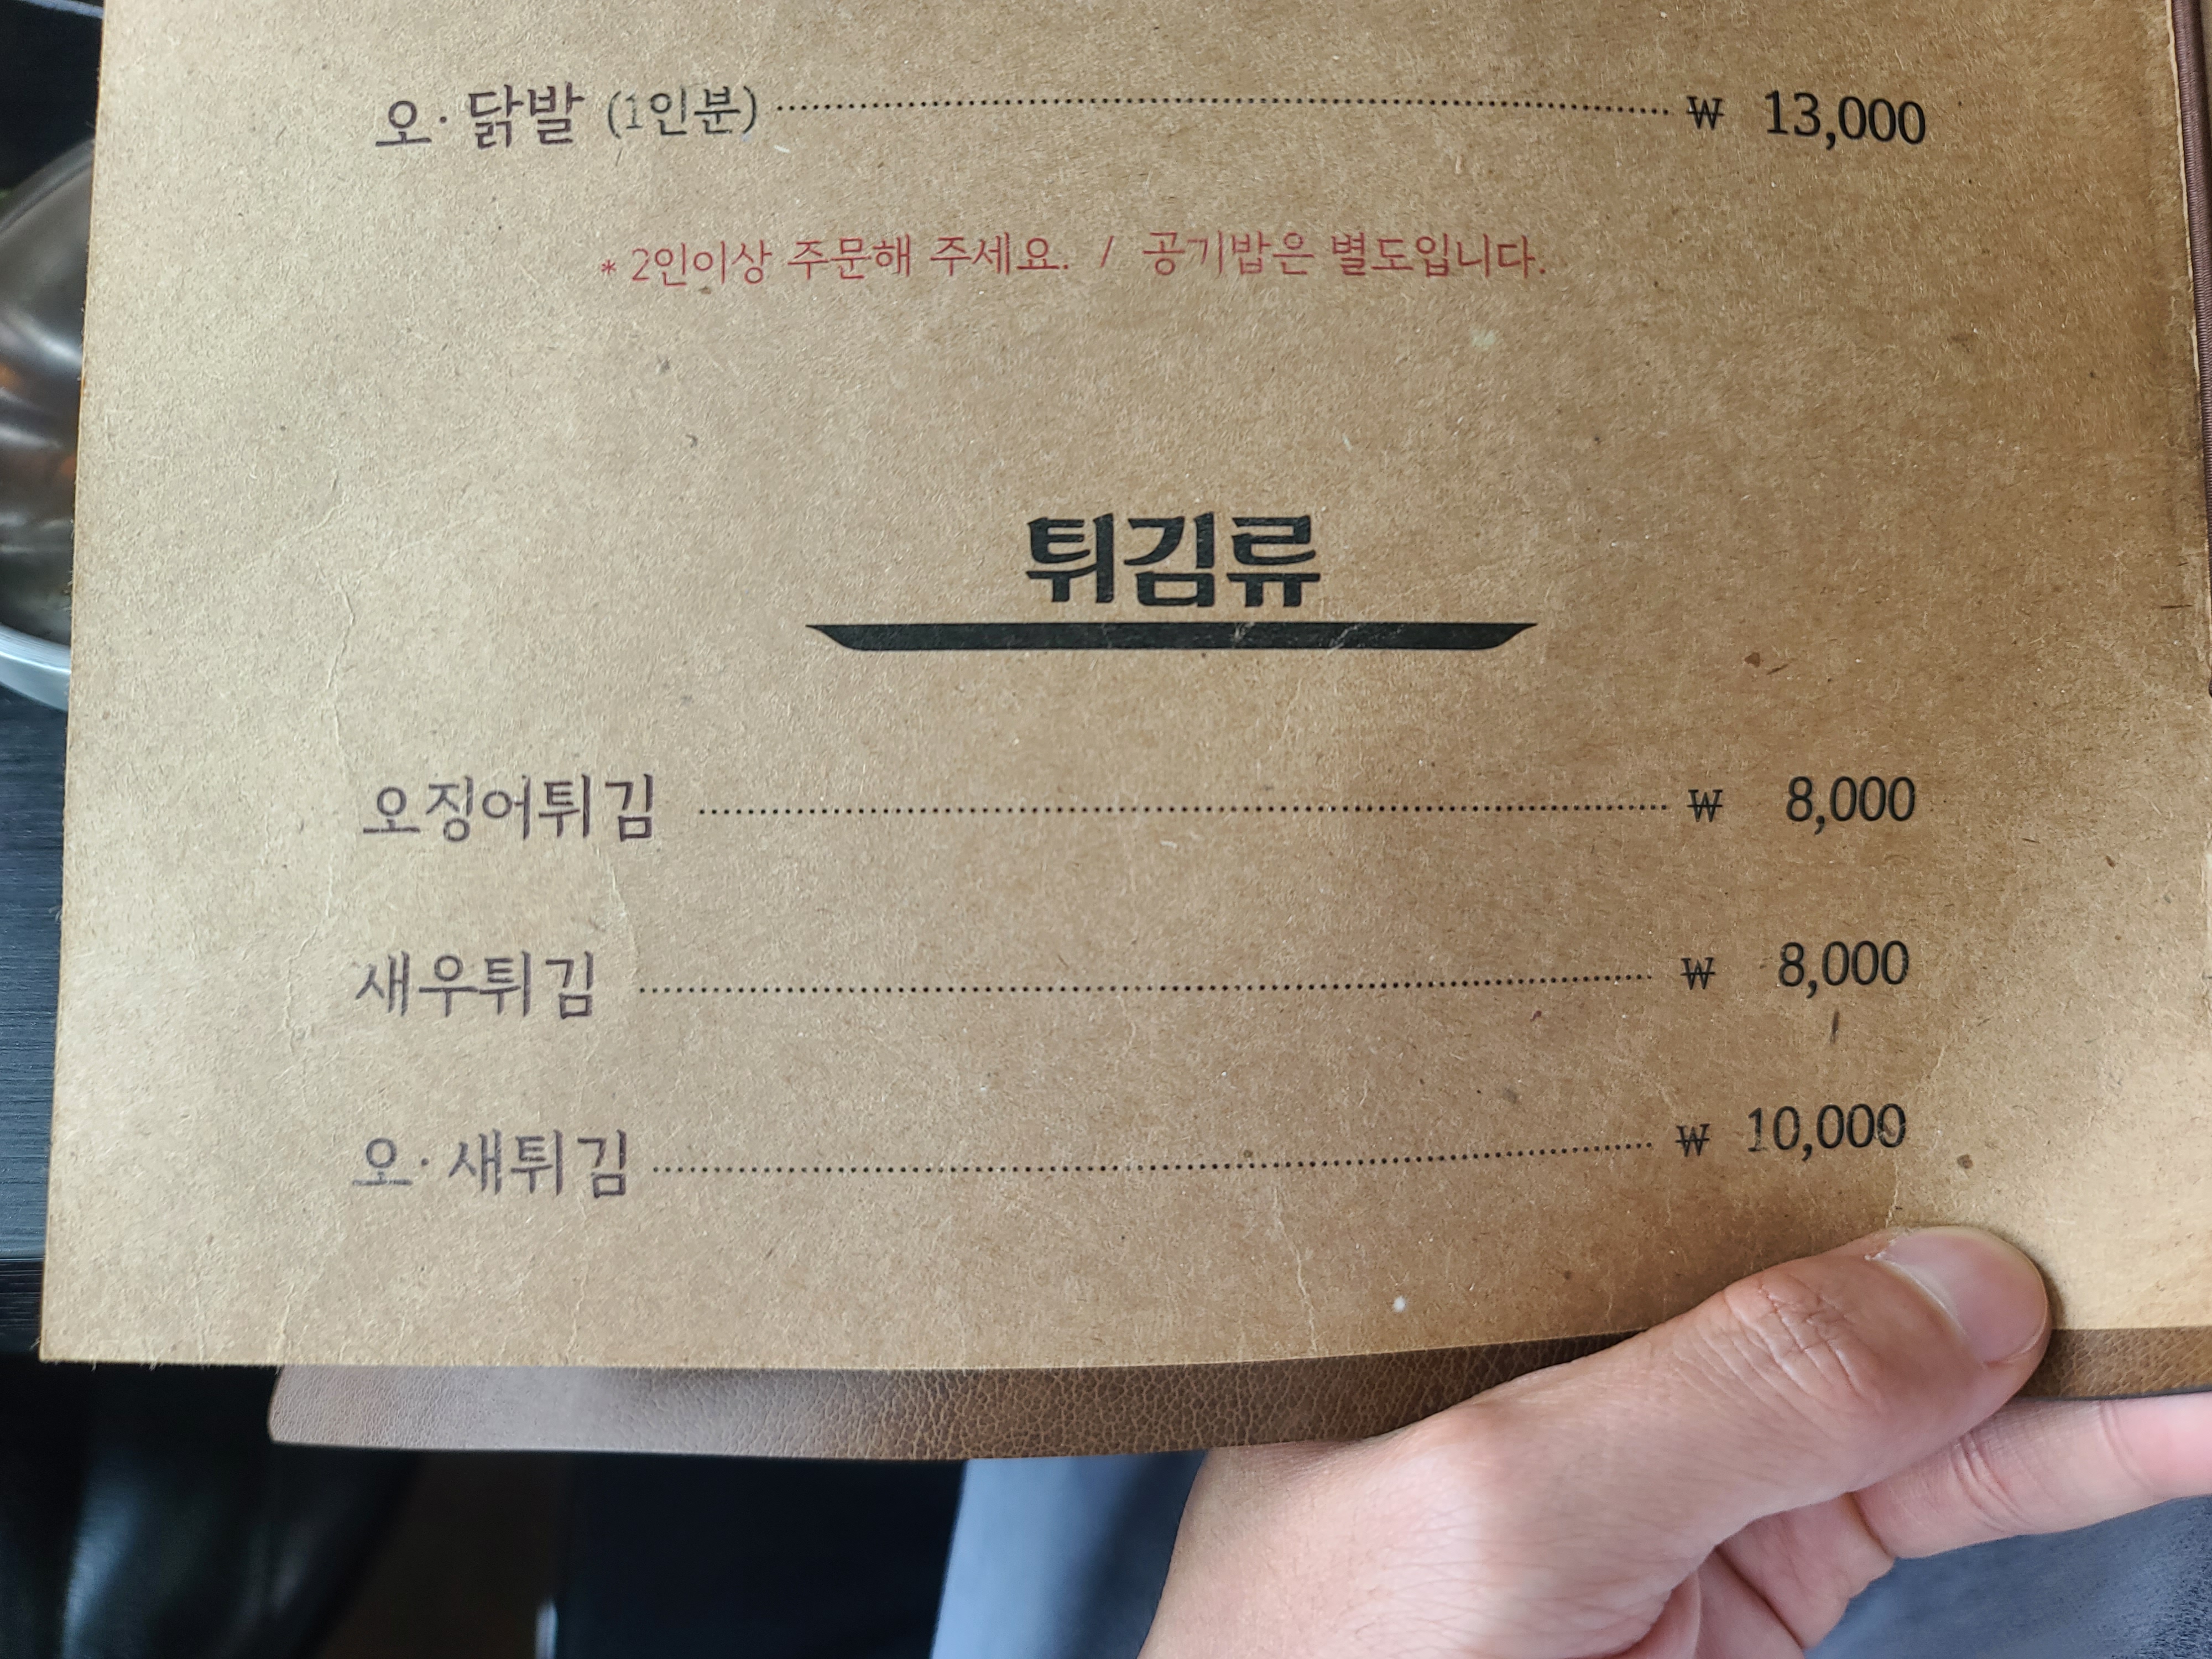 오·닭발 (1인분) ₩ 13,000
* 2인이상 주문해 주세요. / 공기밥은 별도입니다.
튀김류
오징어튀김 ₩ 8,000
새우튀김 ₩ 8,000
오·새튀김 ₩ 10,000